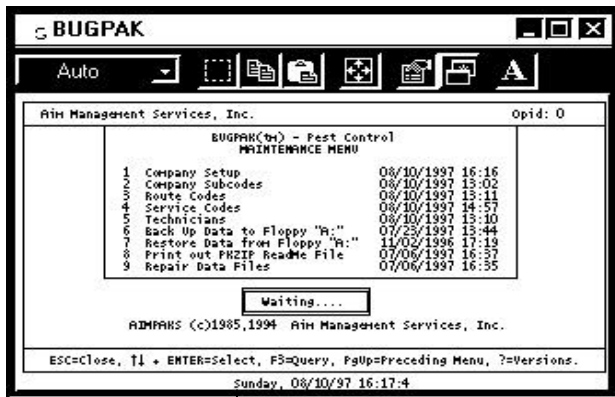 BUGPAK
Auto
A
Aim Management Services, Inc. Opid: 0
BUGPAK(tm) - Pest Control
MAINTENANCE MENU
1 Company Setup 08/10/1997 16:16
2 Company Subcodes 08/10/1997 13:02
3 Route Codes 08/10/1997 13:11
4 Service Codes 08/10/1997 14:57
5 Technicians 08/10/1997 13:10
6 Back Up Data to Floppy "A:" 07/23/1997 13:44
7 Restore Data from Floppy "A:" 11/02/1996 17:19
8 Print out PKZIP ReadMe File 07/06/1997 16:37
9 Repair Data Files 07/06/1997 16:35
Waiting....
AIMPAKS (c)1985,1994 Aim Management Services, Inc.
ESC=Close, ↑↓ + ENTER=Select, F3=Query, PgUp=Preceding Menu, ?=Versions.
Sunday, 08/10/97 16:17:4